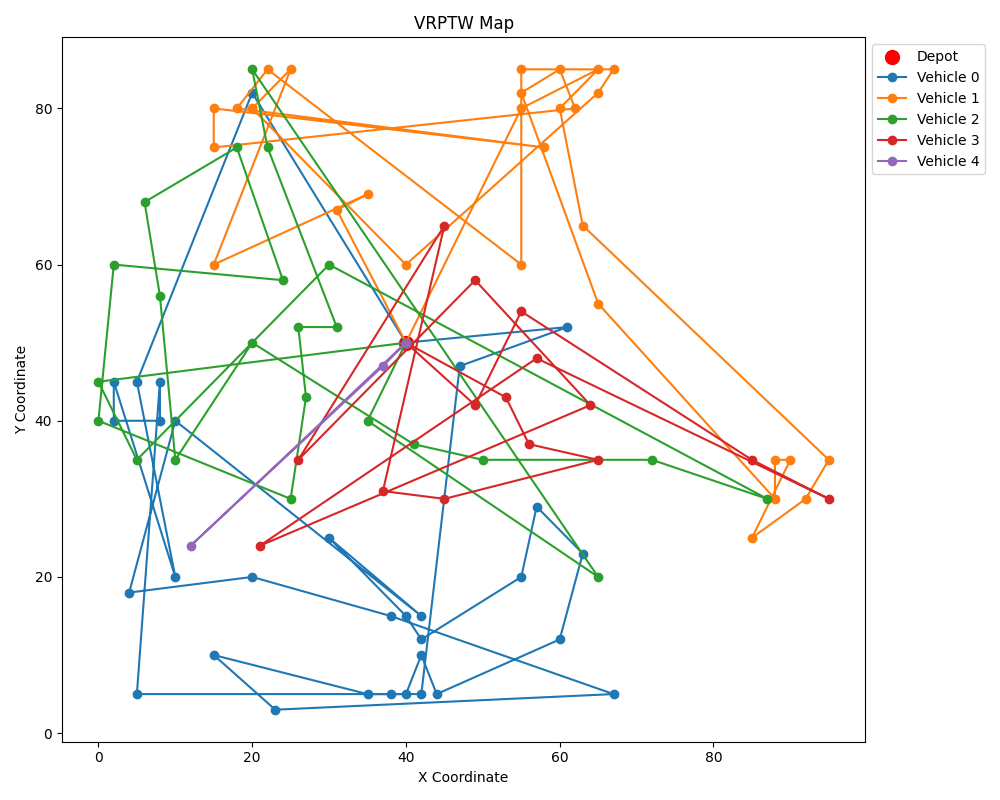 VRPTW Map
Depot
Vehicle 0
Vehicle 1
Vehicle 2
Vehicle 3
Vehicle 4
Y Coordinate
80
60
40
20
0
0 20 40 60 80
X Coordinate